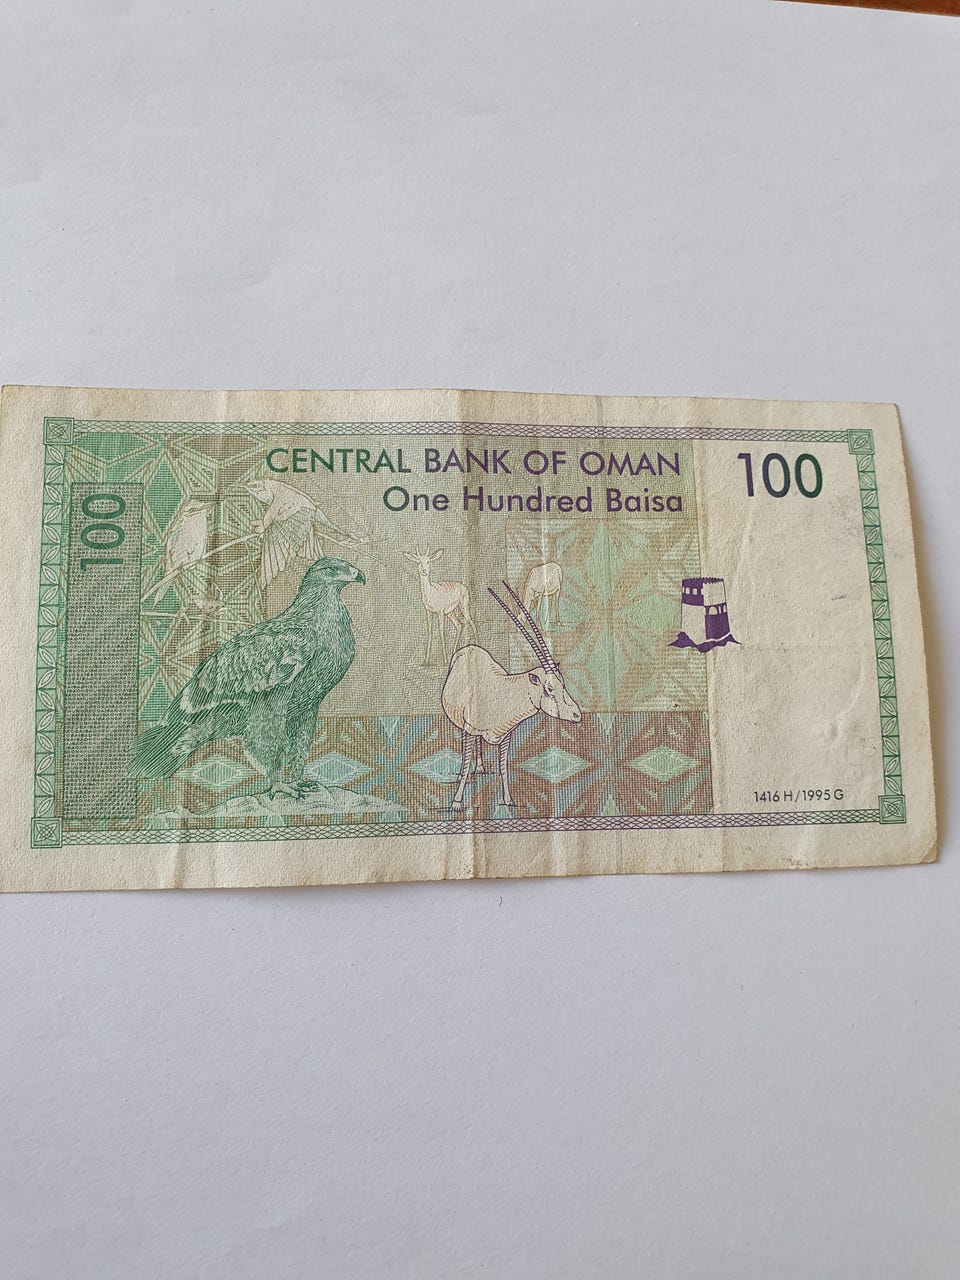 CENTRAL BANK OF OMAN
One Hundred Baisa
100
100
1416 H/1995 G